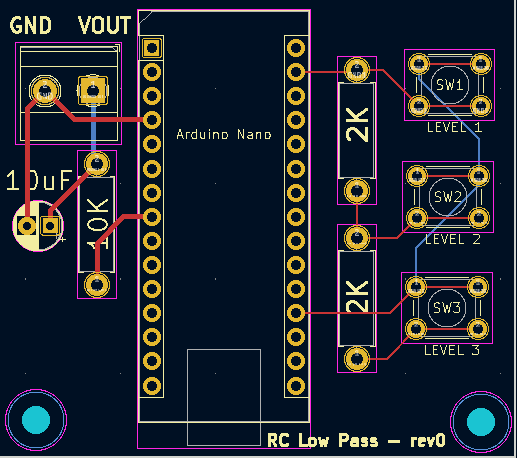 GND VOUT
SW1
LEVEL 1
2K
Arduino Nano
10uF
10K
SW2
LEVEL 2
+
2K
SW3
LEVEL 3
RC Low Pass - rev0